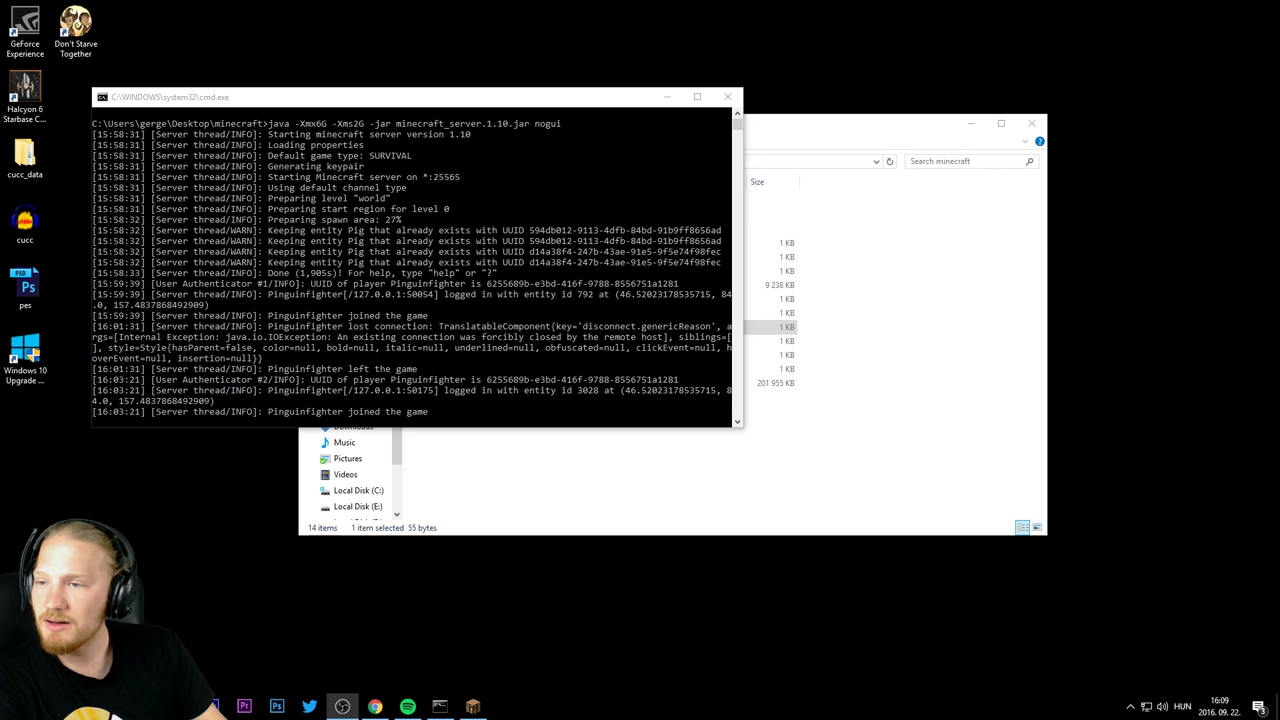 GeForce
Experience
Don't Starve
Together
Halcyon 6
Starbase C...
cucc_data
cucc
PSD
Ps
pes
Windows 10
Upgrade ...
C:\WINDOWS\system32\cmd.exe
C:\Users\gerge\Desktop\minecraft>java -Xmx6G -Xms2G -jar minecraft_server.1.10.jar nogui
[15:58:31] [Server thread/INFO]: Starting minecraft server version 1.10
[15:58:31] [Server thread/INFO]: Loading properties
[15:58:31] [Server thread/INFO]: Default game type: SURVIVAL
[15:58:31] [Server thread/INFO]: Generating keypair
[15:58:31] [Server thread/INFO]: Starting Minecraft server on *:25565
[15:58:31] [Server thread/INFO]: Using default channel type
[15:58:31] [Server thread/INFO]: Preparing level "world"
[15:58:31] [Server thread/INFO]: Preparing start region for level 0
[15:58:32] [Server thread/INFO]: Preparing spawn area: 27%
[15:58:32] [Server thread/WARN]: Keeping entity Pig that already exists with UUID 594db012-9113-4dfb-84bd-91b9ff8656ad
[15:58:32] [Server thread/WARN]: Keeping entity Pig that already exists with UUID 594db012-9113-4dfb-84bd-91b9ff8656ad
[15:58:32] [Server thread/WARN]: Keeping entity Pig that already exists with UUID d14a38f4-247b-43ae-91e5-9f5e74f98fec
[15:58:32] [Server thread/WARN]: Keeping entity Pig that already exists with UUID d14a38f4-247b-43ae-91e5-9f5e74f98fec
[15:58:33] [Server thread/INFO]: Done (1,905s)! For help, type "help" or "?"
[15:59:39] [User Authenticator #1/INFO]: UUID of player Pinguinfighter is 6255689b-e3bd-416f-9788-8556751a1281
[15:59:39] [Server thread/INFO]: Pinguinfighter[/127.0.0.1:50054] logged in with entity id 792 at (46.52023178535715, 84
.0, 157.4837868492909)
[15:59:39] [Server thread/INFO]: Pinguinfighter joined the game
[16:01:31] [Server thread/INFO]: Pinguinfighter lost connection: TranslatableComponent{key='disconnect.genericReason', a
rgs=[Internal Exception: java.io.IOException: An existing connection was forcibly closed by the remote host], siblings=[
], style=Style{hasParent=false, color=null, bold=null, italic=null, underlined=null, obfuscated=null, clickEvent=null, h
overEvent=null, insertion=null}}
[16:01:31] [Server thread/INFO]: Pinguinfighter left the game
[16:03:21] [User Authenticator #2/INFO]: UUID of player Pinguinfighter is 6255689b-e3bd-416f-9788-8556751a1281
[16:03:21] [Server thread/INFO]: Pinguinfighter[/127.0.0.1:50175] logged in with entity id 3028 at (46.52023178535715, 8
4.0, 157.4837868492909)
[16:03:21] [Server thread/INFO]: Pinguinfighter joined the game
Search minecraft
Size
1 KB
1 KB
1 KB
9 238 KB
1 KB
1 KB
1 KB
1 KB
1 KB
1 KB
201 955 KB
Downloads
Music
Pictures
Videos
Local Disk (C:)
Local Disk (E:)
14 items 1 item selected 55 bytes
Pr
Ps
HUN
16:09
2016. 09. 22.
3